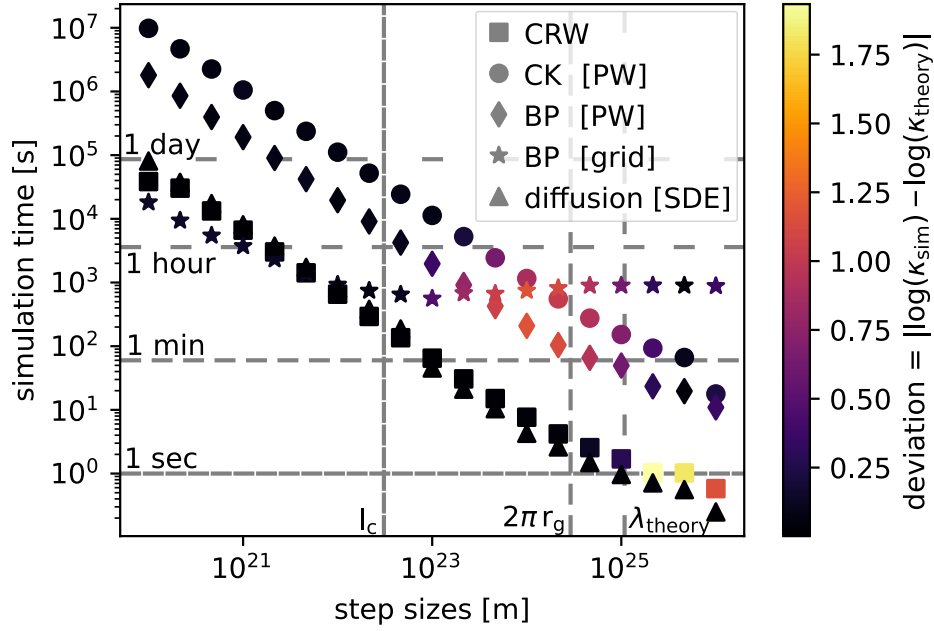 simulation time [s]
10^7
10^6
10^5
10^4
10^3
10^2
10^1
10^0
1 day
1 hour
1 min
1 sec
CRW
CK [PW]
BP [PW]
BP [grid]
diffusion [SDE]
l_c
2π r_g
λ_theory
10^21
10^23
10^25
step sizes [m]
1.75
1.50
1.25
1.00
0.75
0.50
0.25
deviation = |log(κ_sim) − log(κ_theory)|